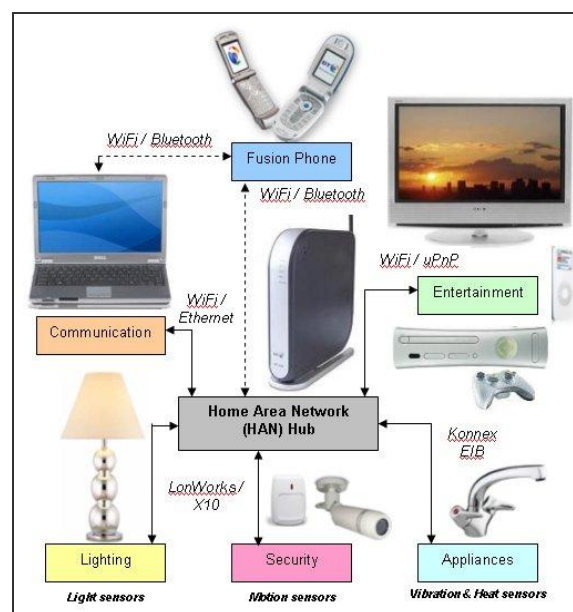 WiFi / Bluetooth
Fusion Phone
WiFi / Bluetooth
WiFi / uPnP
Entertainment
WiFi /
Ethernet
Communication
Home Area Network
(HAN) Hub
Konnex
EIB
LonWorks /
X10
Lighting
Security
Appliances
Light sensors
Motion sensors
Vibration & Heat sensors
DELL